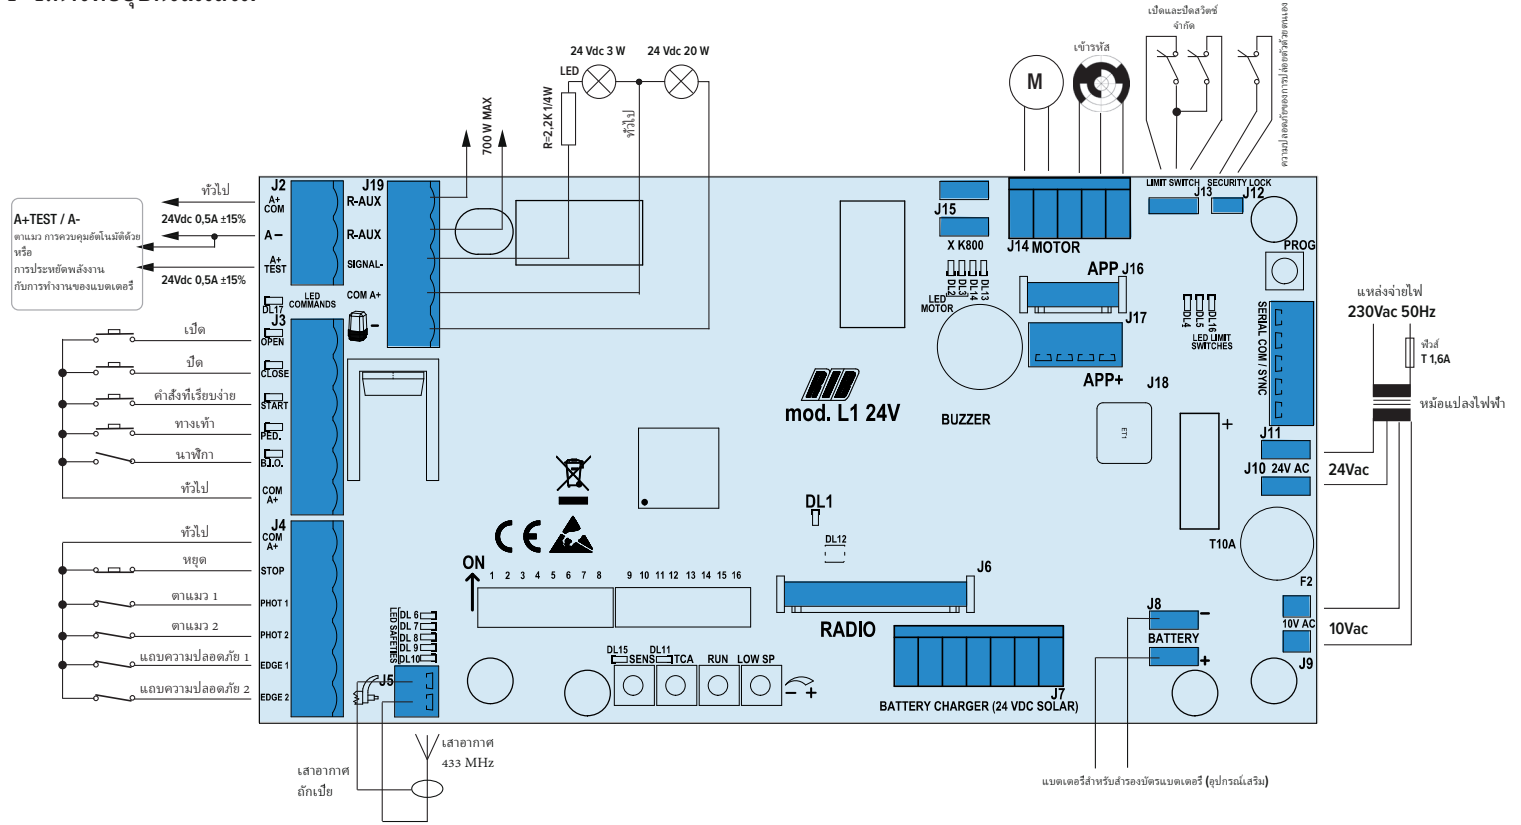 24 Vdc 3 W
24 Vdc 20 W
LED
R=2,2K 1/4W
700 W MAX
ทั่วไป
M
เข้ารหัส
เปิดและปิดสวิตช์
จำกัด
J2
A+
COM
A-
A+
TEST
ทั่วไป
24Vdc 0,5A ±15%
24Vdc 0,5A ±15%
A+TEST / A-
ตาแมว การควบคุมอัตโนมัติด้วย
หรือ
การประหยัดพลังงาน
กับการทำงานของแบตเตอรี่
LED
COMMANDS
DL17
J19
R-AUX
R-AUX
SIGNAL-
COM A+
-
J3
OPEN
CLOSE
START
PED.
B.I.O.
COM
A+
เปิด
ปิด
คำสั่งที่เรียบง่าย
ทางเท้า
นาฬิกา
ทั่วไป
J4
COM
A+
STOP
PHOT 1
PHOT 2
EDGE 1
EDGE 2
ทั่วไป
หยุด
ตาแมว 1
ตาแมว 2
แถบความปลอดภัย 1
แถบความปลอดภัย 2
J15
X K800
J14 MOTOR
LIMIT SWITCH
SECURITY LOCK
J13
J12
PROG
APP
J16
J17
APP+
DL2
DL3
DL14
DL13
LED
MOTOR
DL4
DL5
DL16
LED LIMIT
SWITCHES
SERIAL COM / SYNC
BUZZER
mod. L1 24V
J18
ET1
+
J11
J10
24V AC
24Vac
แหล่งจ่ายไฟ
230Vac 50Hz
ฟิวส์
T 1,6A
หม้อแปลงไฟฟ้า
T10A
F2
10V AC
10Vac
J9
J8
-
BATTERY
+
DL1
DL12
J6
RADIO
J7
BATTERY CHARGER (24 VDC SOLAR)
CE
ON
1 2 3 4 5 6 7 8
9 10 11 12 13 14 15 16
LED SAFETIES
DL 6
DL 7
DL 8
DL 9
DL10
J5
DL15
SENS
DL11
TCA
RUN
LOW SP
- +
เสาอากาศ
433 MHz
เสาอากาศ
ถักเปีย
แบตเตอรี่สำหรับสำรองบัตรแบตเตอรี่ (อุปกรณ์เสริม)